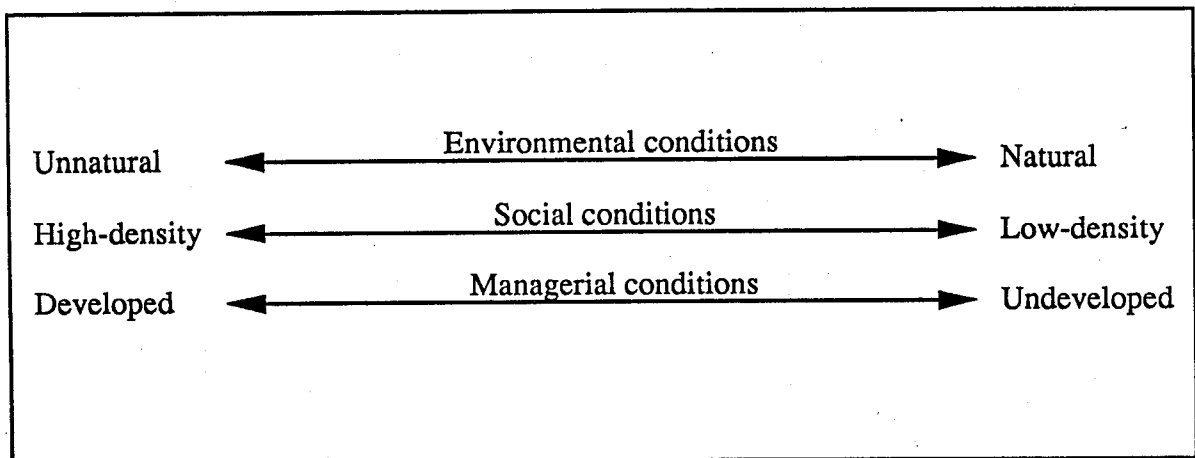 Unnatural Environmental conditions Natural
High-density Social conditions Low-density
Developed Managerial conditions Undeveloped